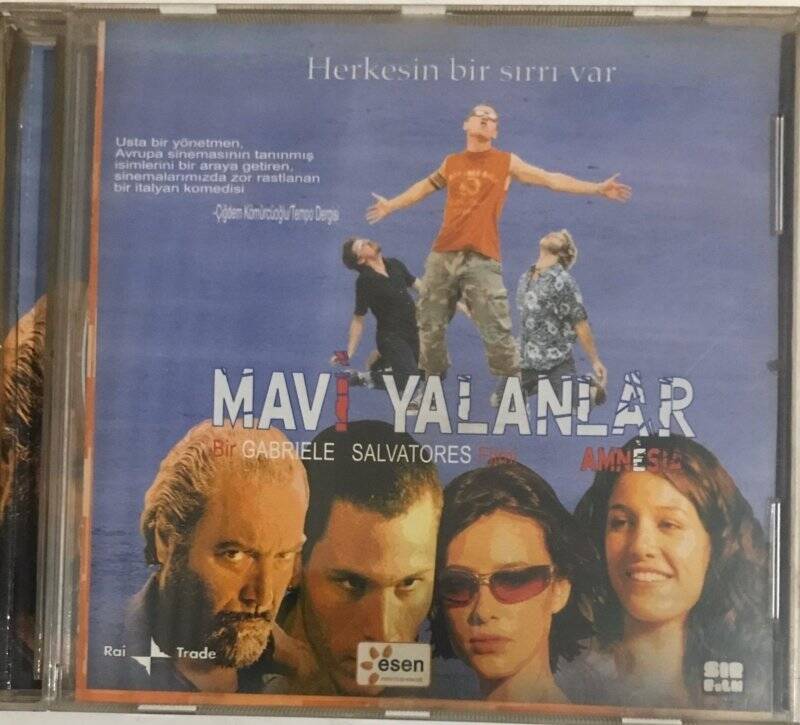 Herkesin bir sırrı var
Usta bir yönetmen,
Avrupa sinemasının tanınmış
isimlerini bir araya getiren,
sinemalarımızda zor rastlanan
bir italyan komedisi
-Çiğdem Kömürcüoğlu/Tempo Dergisi
MAVİ YALANLAR
Bir GABRIELE SALVATORES Filmi AMNÈSIA
Rai Trade
esen